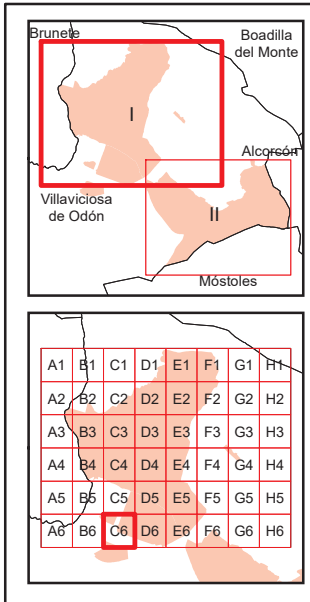 Brunete
Boadilla
del Monte
I
Alcorcón
Villaviciosa
de Odón
II
Móstoles
A1 B1 C1 D1 E1 F1 G1 H1
A2 B2 C2 D2 E2 F2 G2 H2
A3 B3 C3 D3 E3 F3 G3 H3
A4 B4 C4 D4 E4 F4 G4 H4
A5 B5 C5 D5 E5 F5 G5 H5
A6 B6 C6 D6 E6 F6 G6 H6